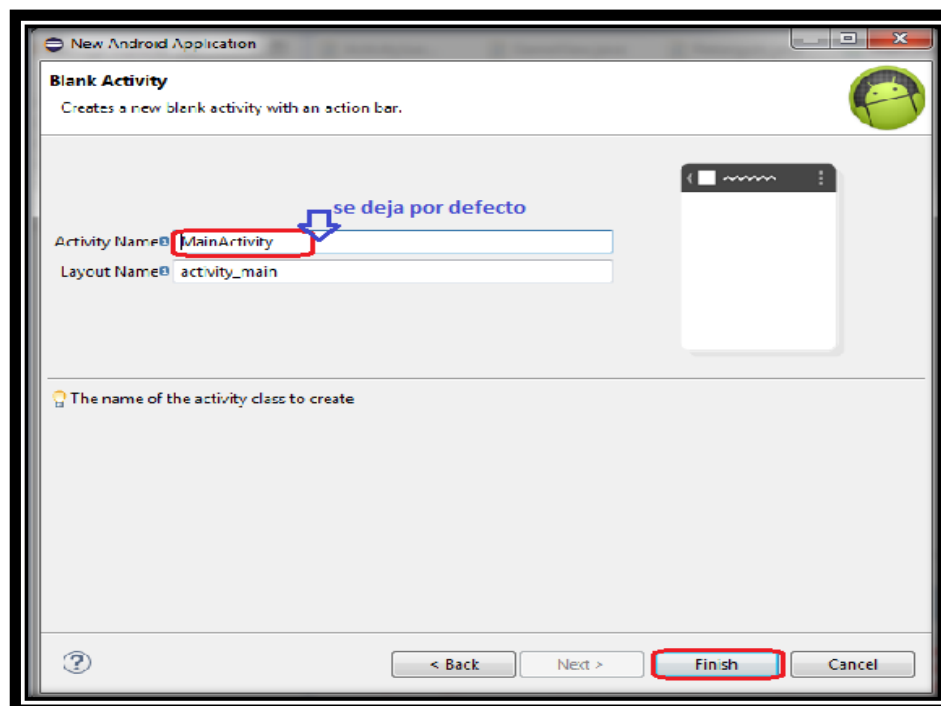 New Android Application
Blank Activity
Creates a new blank activity with an action bar.
se deja por defecto
Activity Name MainActivity
Layout Name activity_main
The name of the activity class to create
?
< Back Next > Finish Cancel